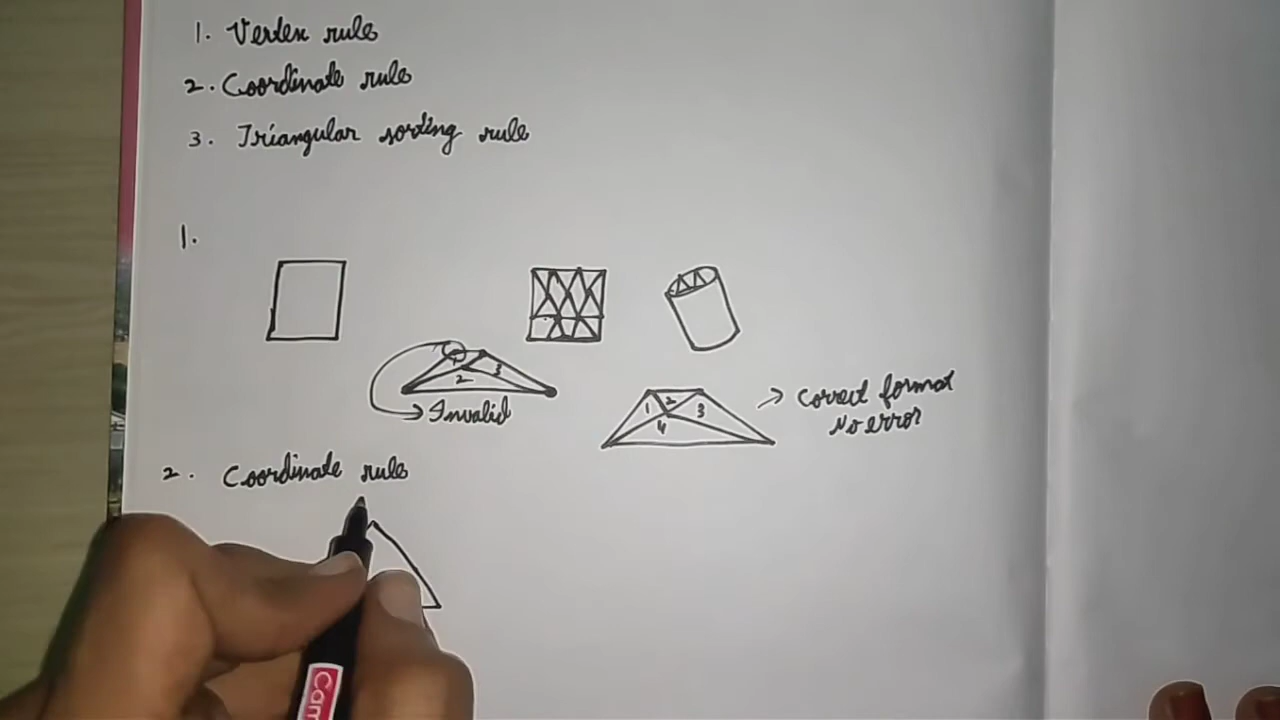 1. Vertex rule
2. Coordinate rule
3. Triangular sorting rule
1.
2 3
Invalid
1 2 3
4
Correct format
No error
2. Coordinate rule
Cam